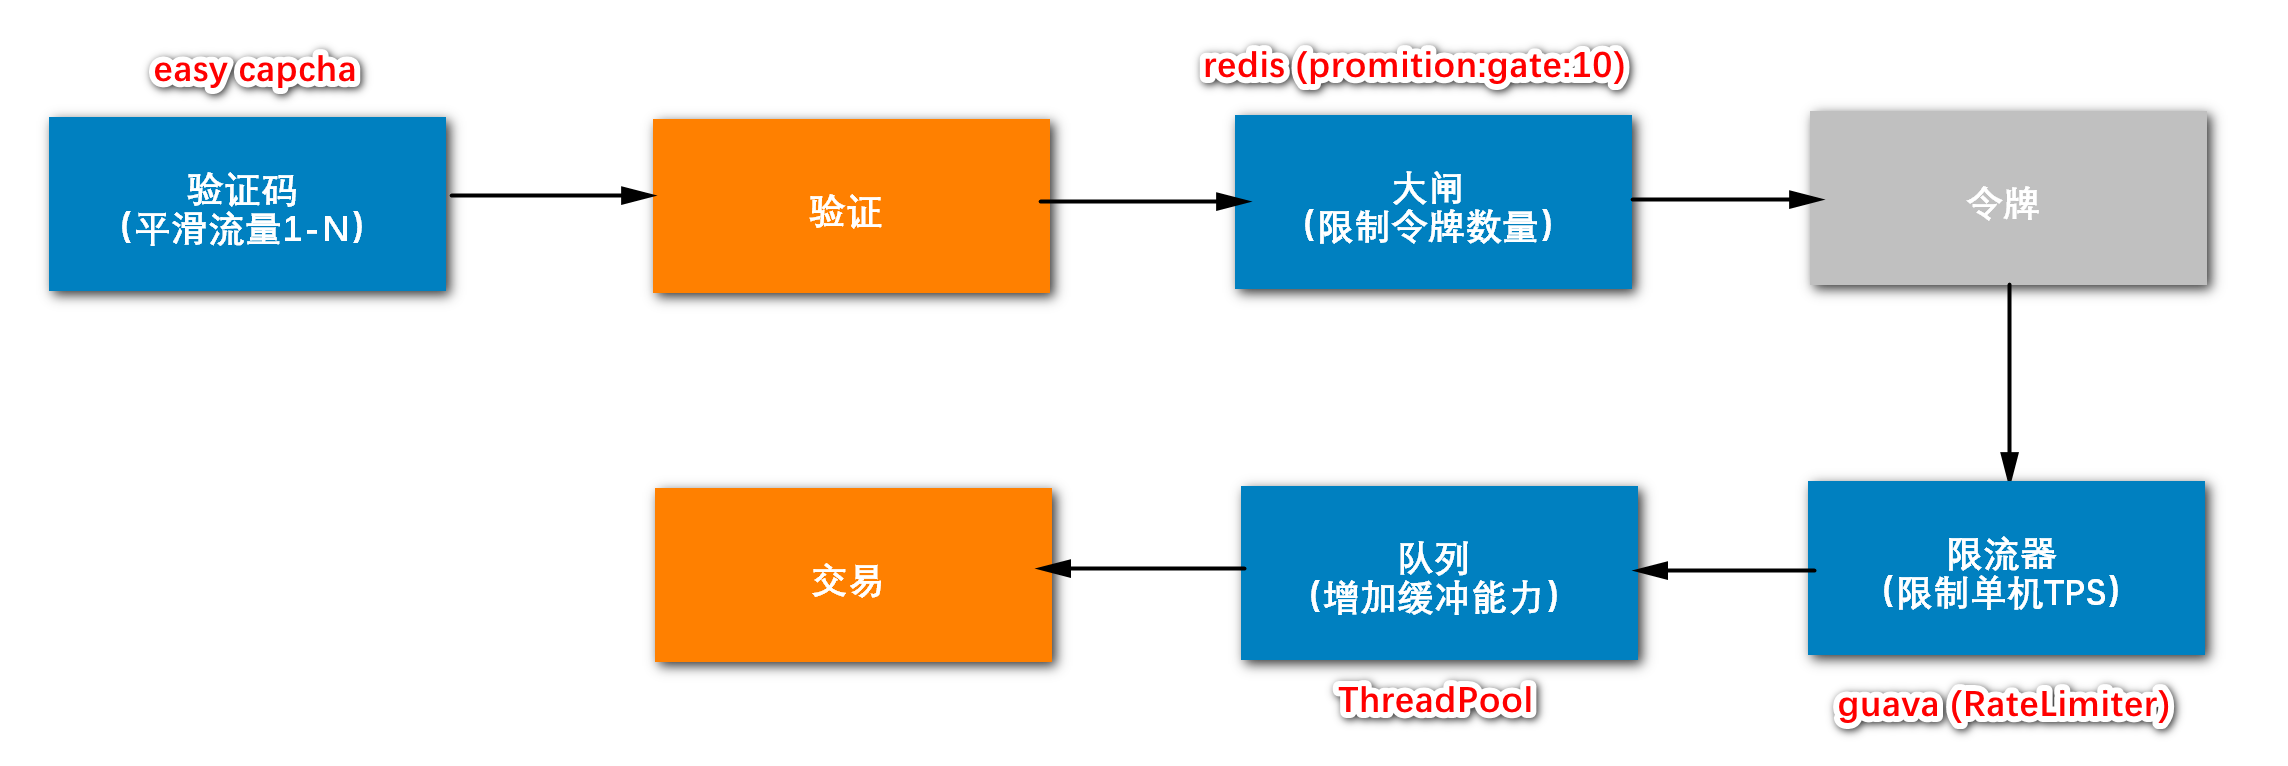 easy capcha
redis (promition:gate:10)
验证码
(平滑流量1-N)
验证
大闸
(限制令牌数量)
令牌
交易
队列
(增加缓冲能力)
限流器
(限制单机TPS)
ThreadPool
guava (RateLimiter)